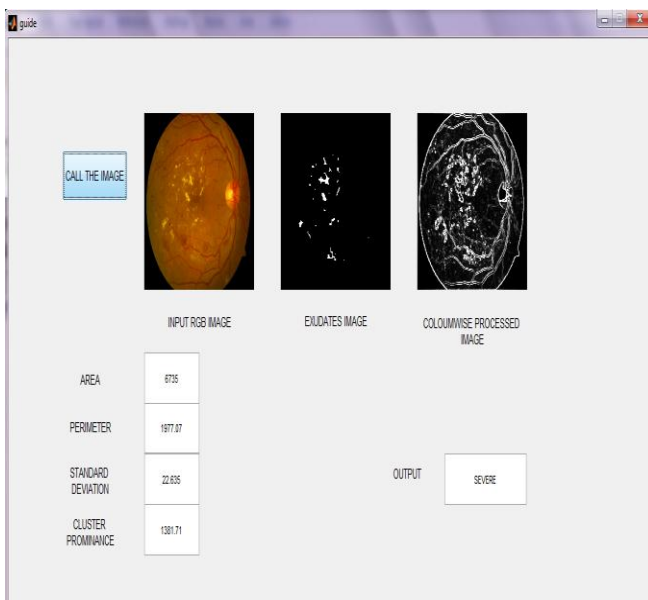 guide
CALL THE IMAGE
INPUT RGB IMAGE
EXUDATES IMAGE
COLOUMWISE PROCESSED
IMAGE
AREA
6735
PERIMETER
1977.07
STANDARD
DEVIATION
22.635
OUTPUT
SEVERE
CLUSTER
PROMINANCE
1381.71